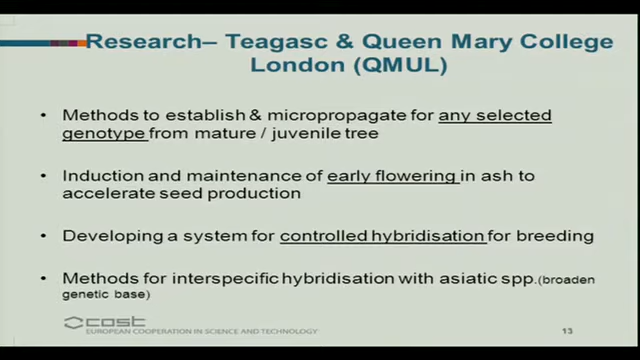 Research– Teagasc & Queen Mary College
London (QMUL)
• Methods to establish & micropropagate for any selected
genotype from mature / juvenile tree
• Induction and maintenance of early flowering in ash to
accelerate seed production
• Developing a system for controlled hybridisation for breeding
• Methods for interspecific hybridisation with asiatic spp.(broaden
genetic base)
cost
EUROPEAN COOPERATION IN SCIENCE AND TECHNOLOGY
13